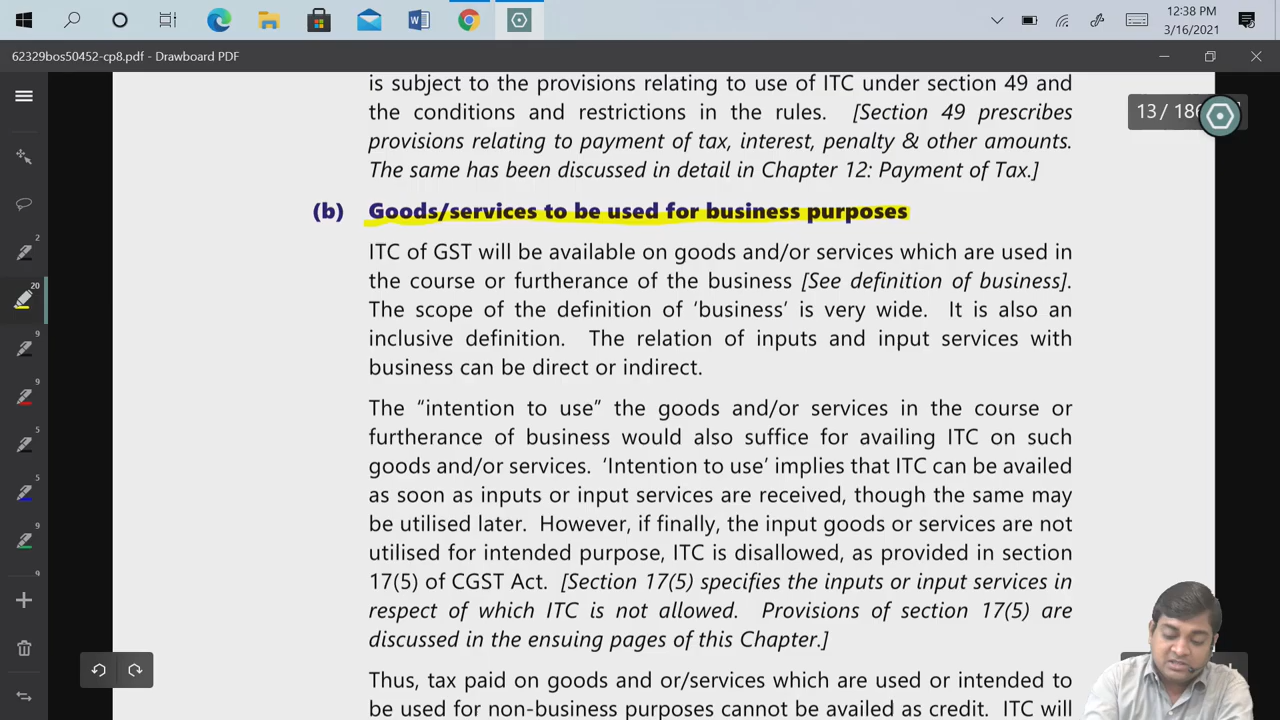 12:38 PM
3/16/2021
62329bos50452-cp8.pdf - Drawboard PDF
is subject to the provisions relating to use of ITC under section 49 and
the conditions and restrictions in the rules. [Section 49 prescribes
provisions relating to payment of tax, interest, penalty & other amounts.
The same has been discussed in detail in Chapter 12: Payment of Tax.]
13 / 186
(b) Goods/services to be used for business purposes
ITC of GST will be available on goods and/or services which are used in
the course or furtherance of the business [See definition of business].
The scope of the definition of ‘business’ is very wide. It is also an
inclusive definition. The relation of inputs and input services with
business can be direct or indirect.
The “intention to use” the goods and/or services in the course or
furtherance of business would also suffice for availing ITC on such
goods and/or services. ‘Intention to use’ implies that ITC can be availed
as soon as inputs or input services are received, though the same may
be utilised later. However, if finally, the input goods or services are not
utilised for intended purpose, ITC is disallowed, as provided in section
17(5) of CGST Act. [Section 17(5) specifies the inputs or input services in
respect of which ITC is not allowed. Provisions of section 17(5) are
discussed in the ensuing pages of this Chapter.]
Thus, tax paid on goods and or/services which are used or intended to
be used for non-business purposes cannot be availed as credit. ITC will
2
20
9
9
5
5
9
9